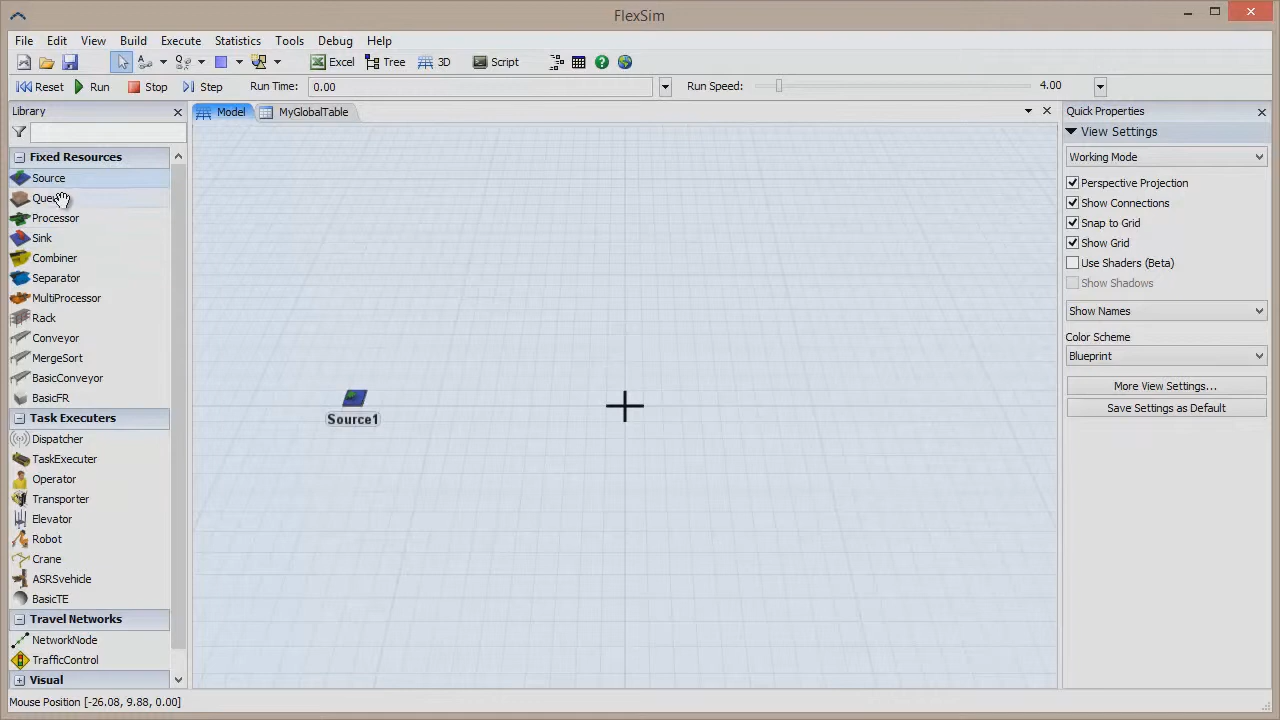 FlexSim
File Edit View Build Execute Statistics Tools Debug Help
Excel Tree 3D Script
Reset Run Stop Step Run Time: 0.00 Run Speed: 4.00
Library
Model MyGlobalTable
Quick Properties
Fixed Resources
Source
Processor
Sink
Combiner
Separator
MultiProcessor
Rack
Conveyor
MergeSort
BasicConveyor
BasicFR
Task Executers
Dispatcher
TaskExecuter
Operator
Transporter
Elevator
Robot
Crane
ASRSvehicle
BasicTE
Travel Networks
NetworkNode
TrafficControl
Visual
Source1
View Settings
Working Mode
Perspective Projection
Show Connections
Snap to Grid
Show Grid
Use Shaders (Beta)
Show Shadows
Show Names
Color Scheme
Blueprint
More View Settings...
Save Settings as Default
Mouse Position [-26.08, 9.88, 0.00]